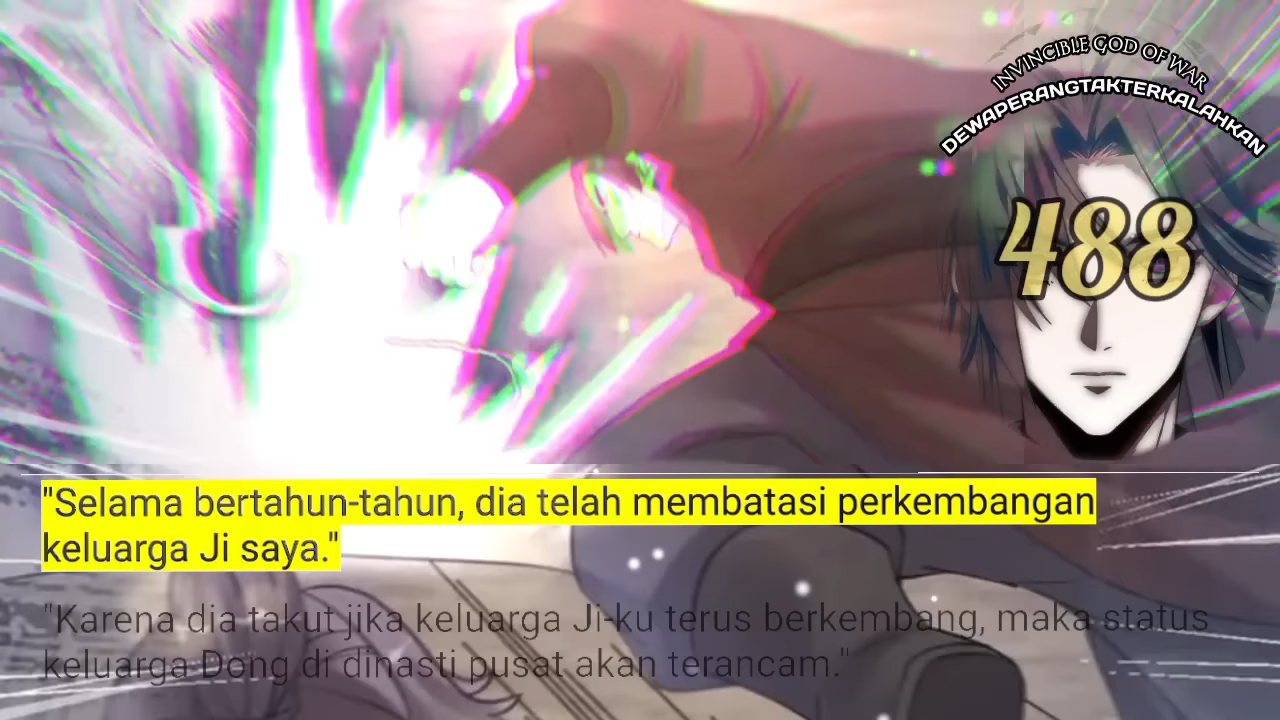 INVINCIBLE GOD OF WAR
DEWAPERANGTAKTERKALAHKAN
488
"Selama bertahun-tahun, dia telah membatasi perkembangan
keluarga Ji saya."
"Karena dia takut jika keluarga Ji-ku terus berkembang, maka status
keluarga Dong di dinasti pusat akan terancam."